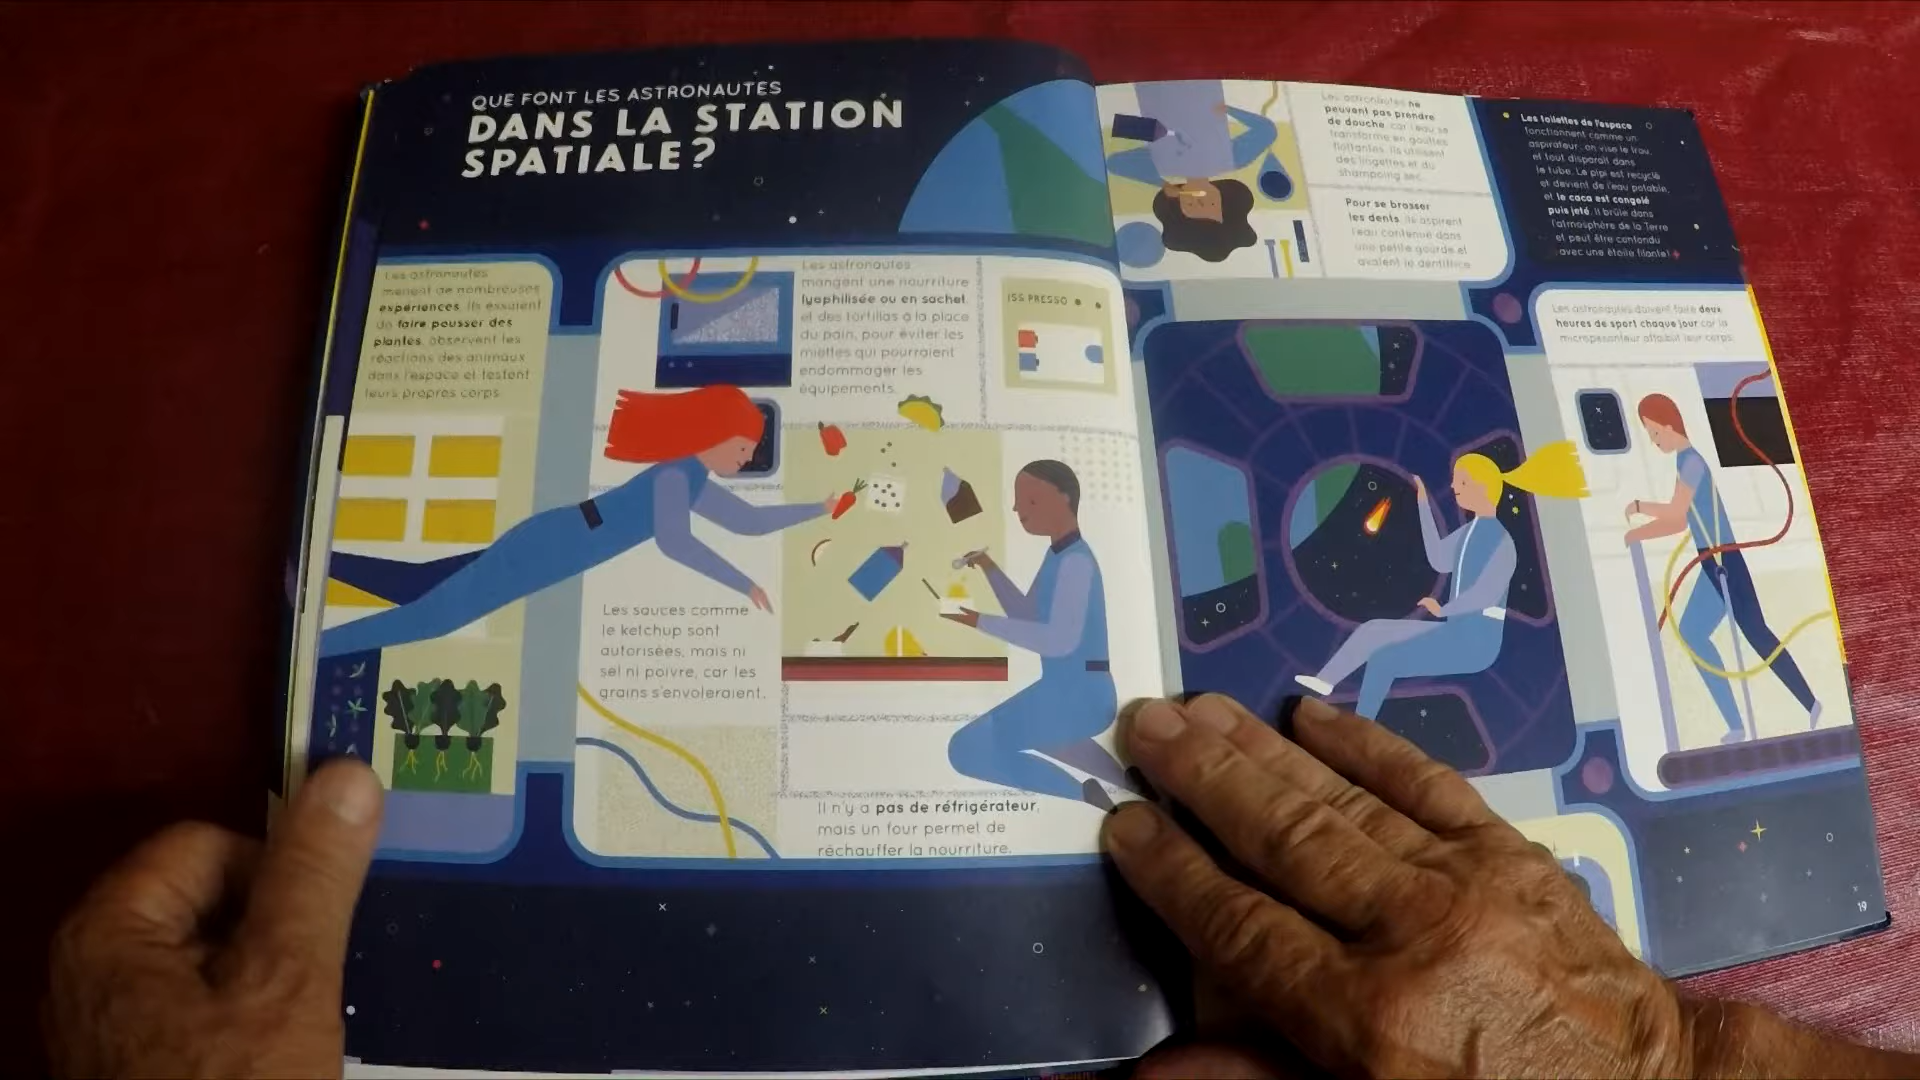 QUE FONT LES ASTRONAUTES
DANS LA STATION
SPATIALE ?
Les astronautes
mènent de nombreuses
expériences. Ils essaient
de faire pousser des
plantes, observent les
réactions des animaux
dans l'espace et testent
leurs propres corps.
Les astronautes
mangent une nourriture
lyophilisée ou en sachet,
et des tortillas à la place
du pain, pour éviter les
miettes qui pourraient
endommager les
équipements.
ISS PRESSO
Les sauces comme
le ketchup sont
autorisées, mais ni
sel ni poivre, car les
grains s'envoleraient.
Il n'y a pas de réfrigérateur,
mais un four permet de
réchauffer la nourriture.
Les astronautes ne
peuvent pas prendre
de douche, car l'eau se
transforme en gouttes
flottantes. Ils utilisent
des lingettes et du
shampoing sec.
Pour se brosser
les dents, ils aspirent
l'eau contenue dans
une petite gourde et
avalent le dentifrice.
Les toilettes de l'espace
fonctionnent comme un
aspirateur : on vise le trou,
et tout disparaît dans
le tube. Le pipi est recyclé
et devient de l'eau potable,
et le caca est congelé
puis jeté. Il brûle dans
l'atmosphère de la Terre
et peut être confondu
avec une étoile filante !
Les astronautes doivent faire deux
heures de sport chaque jour car la
micropesanteur affaiblit leur corps.
19